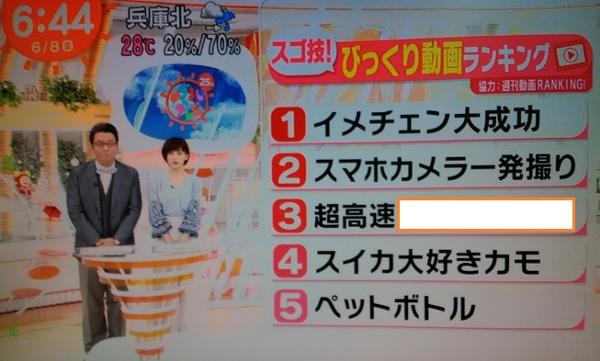 6:44
6/8日
兵庫北
28℃ 20%/70%
25
スゴ技!
びっくり動画ランキング
協力:週刊動画RANKING!
1 イメチェン大成功
2 スマホカメラ一発撮り
3 超高速
4 スイカ大好きカモ
5 ペットボトル